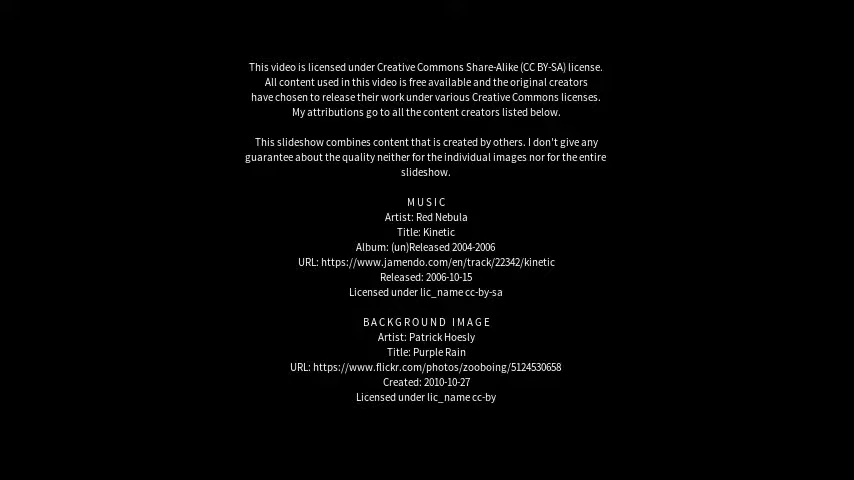 This video is licensed under Creative Commons Share-Alike (CC BY-SA) license.
All content used in this video is free available and the original creators
have chosen to release their work under various Creative Commons licenses.
My attributions go to all the content creators listed below.
This slideshow combines content that is created by others. I don't give any
guarantee about the quality neither for the individual images nor for the entire
slideshow.
MUSIC
Artist: Red Nebula
Title: Kinetic
Album: (un)Released 2004-2006
URL: https://www.jamendo.com/en/track/22342/kinetic
Released: 2006-10-15
Licensed under lic_name cc-by-sa
BACKGROUND IMAGE
Artist: Patrick Hoesly
Title: Purple Rain
URL: https://www.flickr.com/photos/zooboing/5124530658
Created: 2010-10-27
Licensed under lic_name cc-by